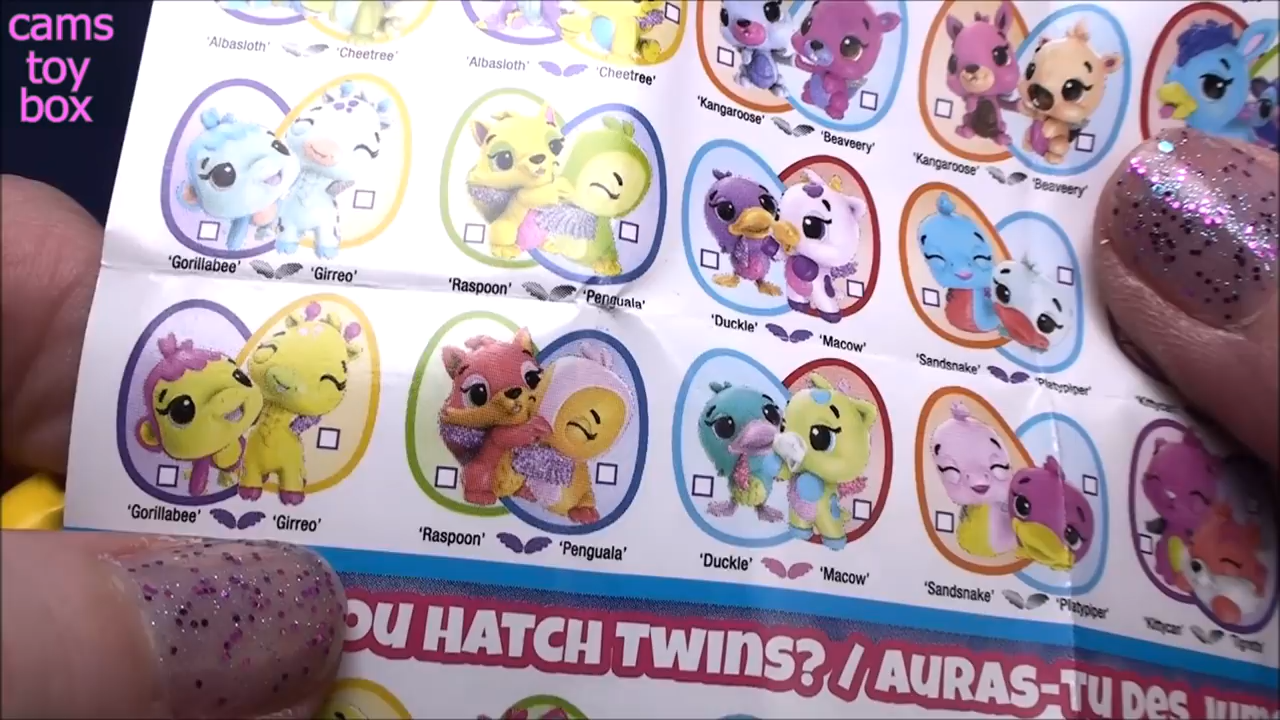 cams
toy
box
'Albasloth' 'Cheetree'
'Albasloth' 'Cheetree'
'Kangaroose' 'Beaveery'
'Kangaroose' 'Beaveery'
'Gorillabee' 'Girreo'
'Raspoon' 'Penguala'
'Duckle' 'Macow'
'Sandsnake' 'Platypiper'
'Gorillabee' 'Girreo'
'Raspoon' 'Penguala'
'Duckle' 'Macow'
'Sandsnake' 'Platypiper'
OU HATCH TWINS? / AURAS-TU DES